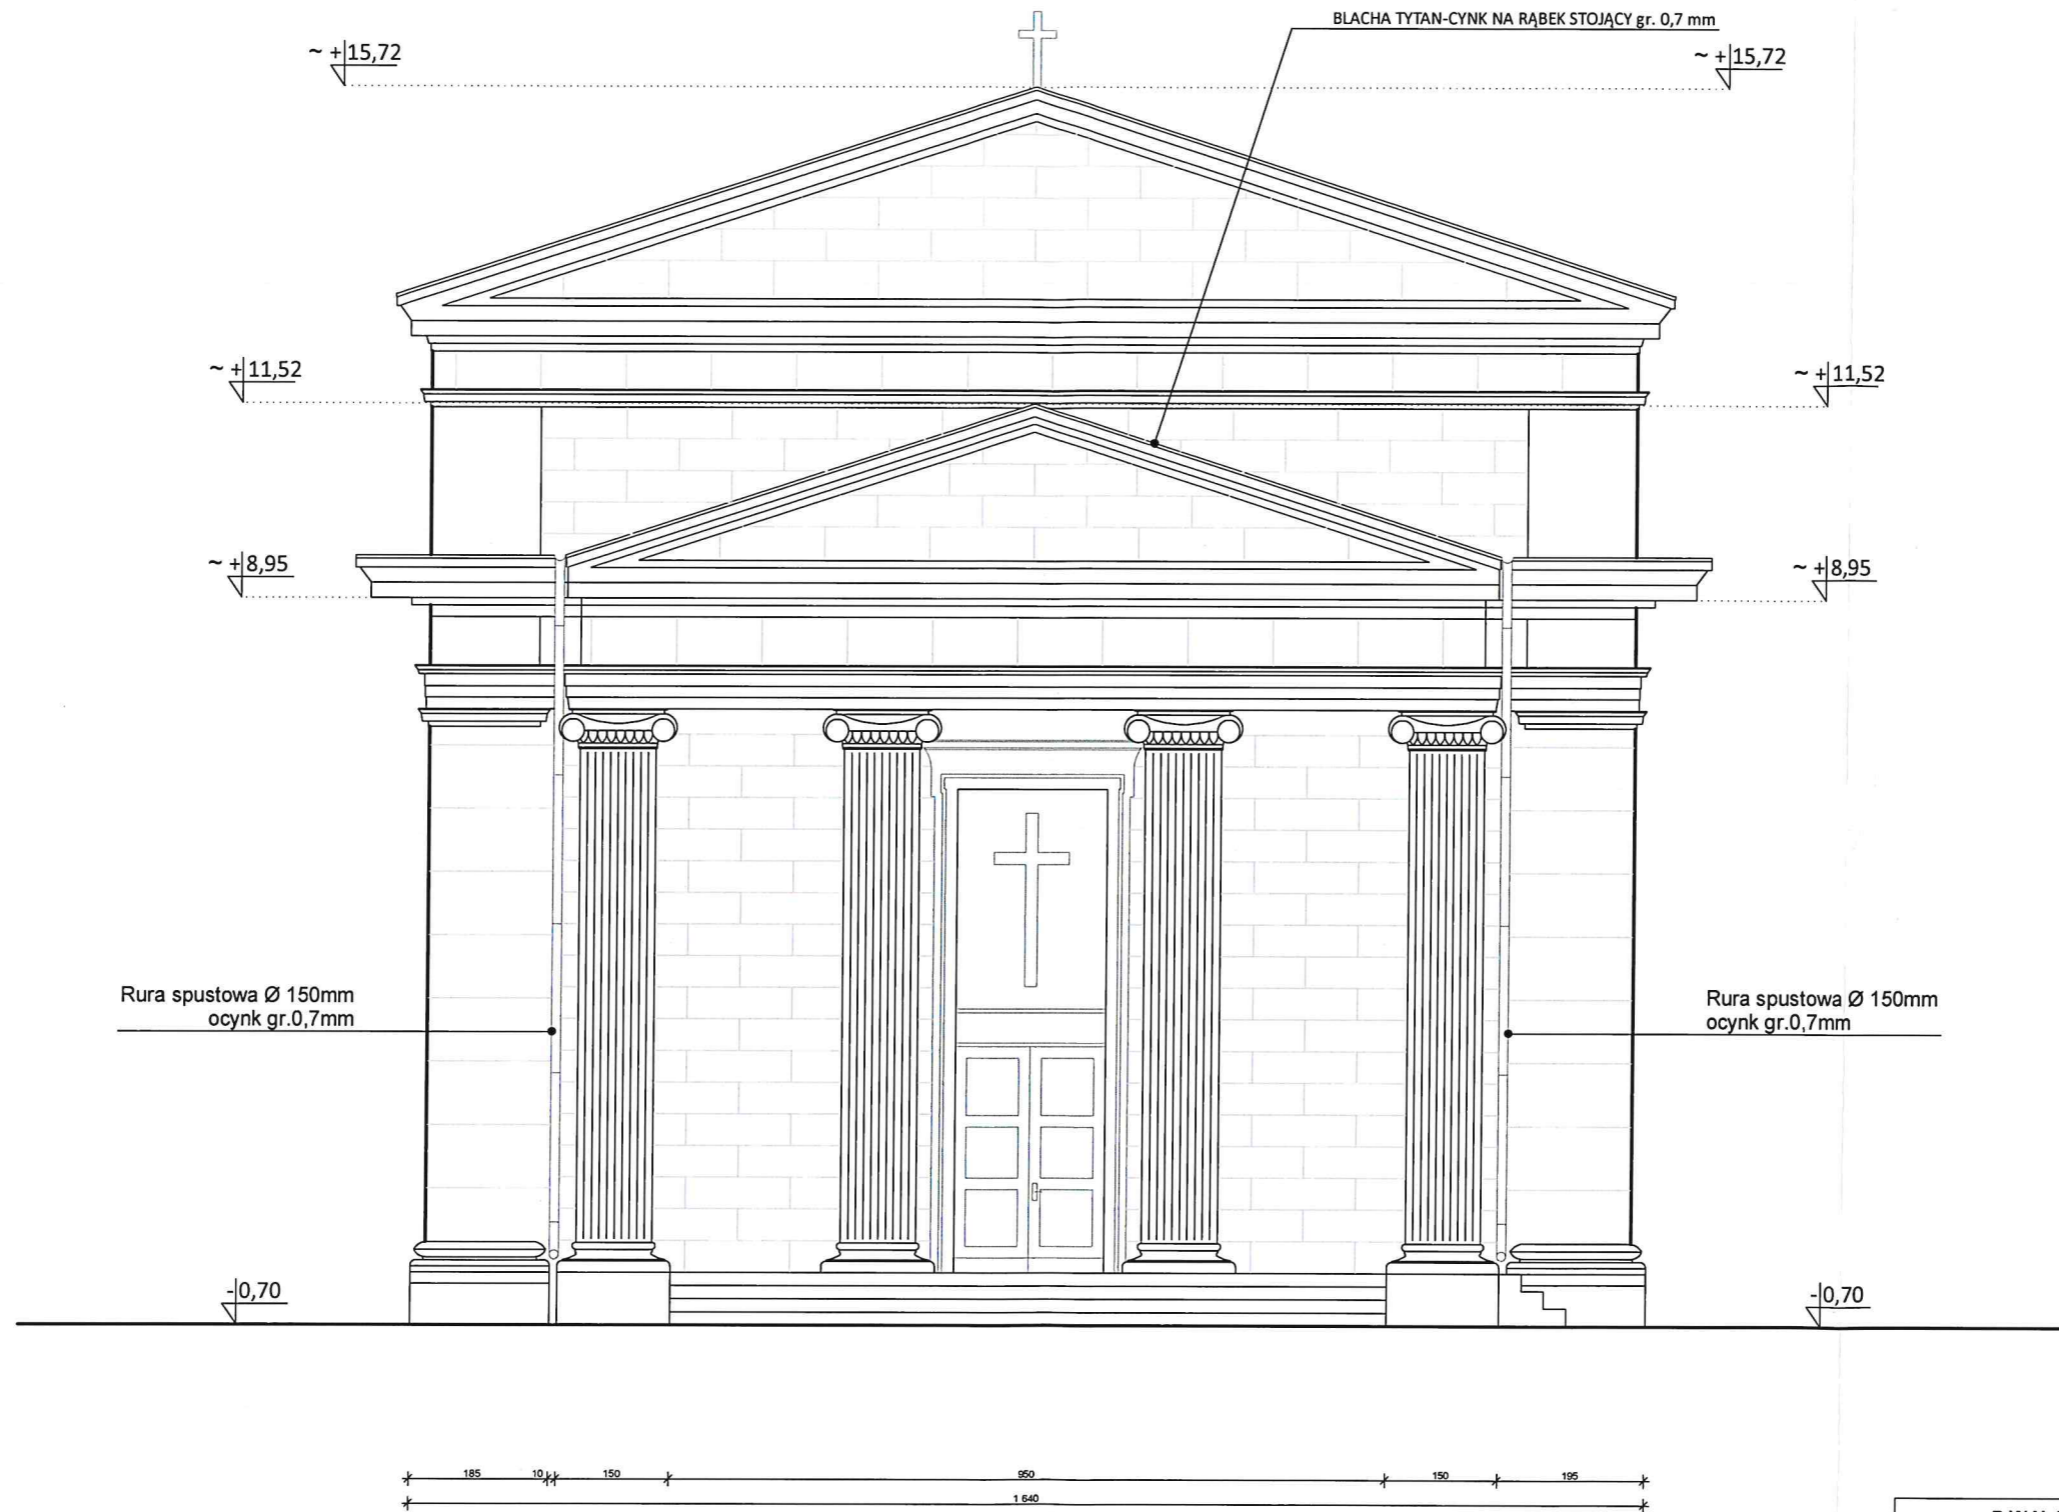 BLACHA TYTAN-CYNK NA RĄBEK STOJĄCY gr. 0,7 mm
~ +15,72
~ +15,72
~ +11,52
~ +11,52
~ +8,95
~ +8,95
Rura spustowa Ø 150mm
ocynk gr.0,7mm
Rura spustowa Ø 150mm
ocynk gr.0,7mm
-0,70
-0,70
185 10 150 950 150 195
1 640